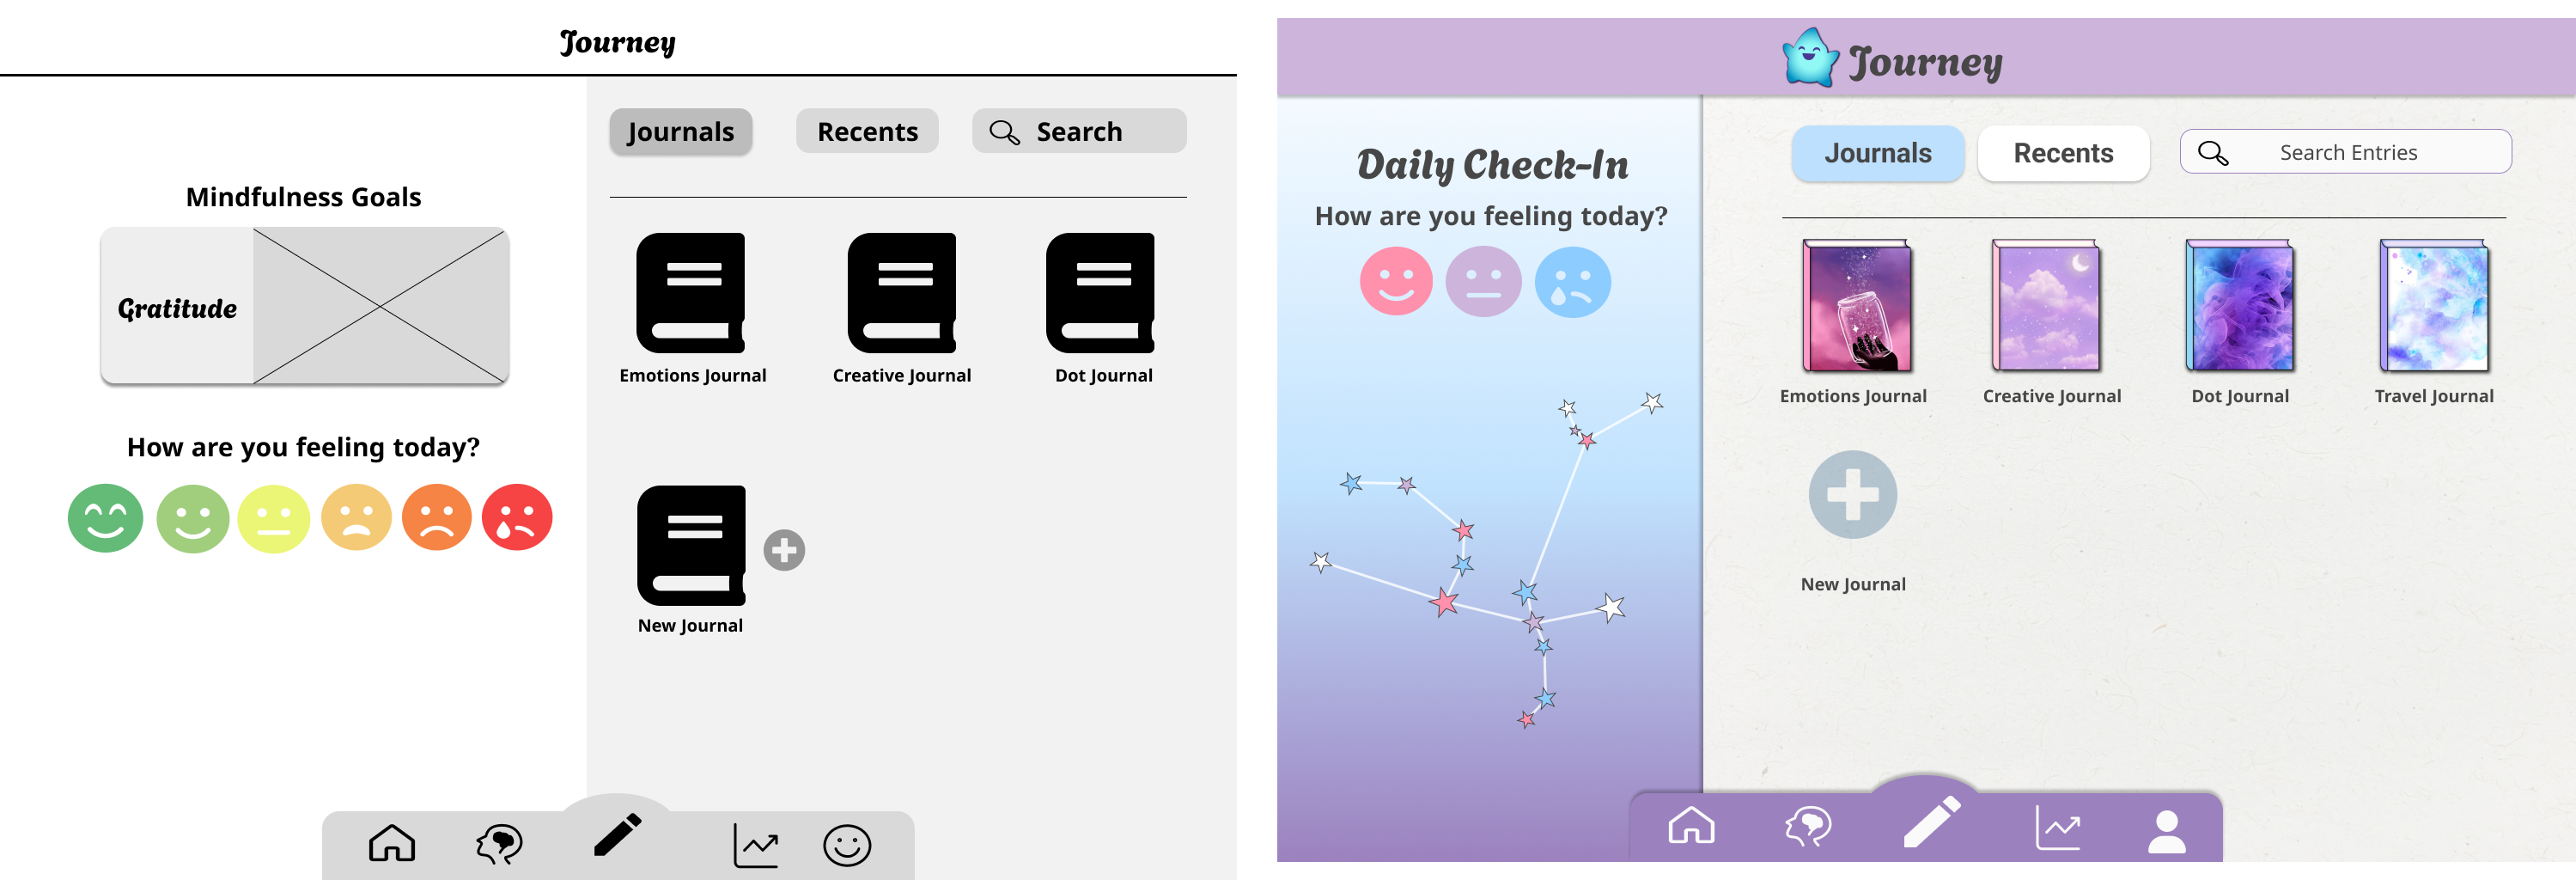 Journey
Journals
Recents
Search
Mindfulness Goals
Gratitude
Emotions Journal
Creative Journal
Dot Journal
How are you feeling today?
New Journal
Journey
Daily Check-In
How are you feeling today?
Journals
Recents
Search Entries
Emotions Journal
Creative Journal
Dot Journal
Travel Journal
New Journal